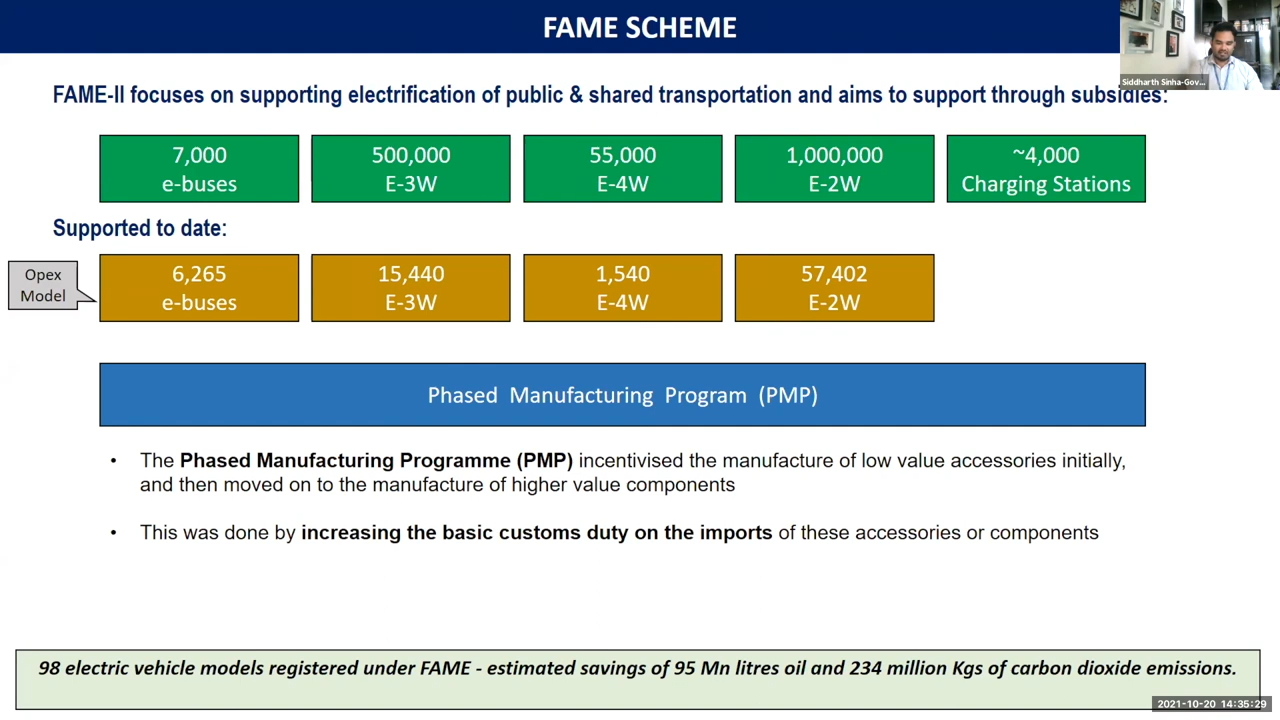 FAME SCHEME
Siddharth Sinha-Gov...
FAME-II focuses on supporting electrification of public & shared transportation and aims to support through subsidies:
7,000
e-buses
500,000
E-3W
55,000
E-4W
1,000,000
E-2W
~4,000
Charging Stations
Supported to date:
Opex
Model
6,265
e-buses
15,440
E-3W
1,540
E-4W
57,402
E-2W
Phased Manufacturing Program (PMP)
• The Phased Manufacturing Programme (PMP) incentivised the manufacture of low value accessories initially,
and then moved on to the manufacture of higher value components
• This was done by increasing the basic customs duty on the imports of these accessories or components
98 electric vehicle models registered under FAME - estimated savings of 95 Mn litres oil and 234 million Kgs of carbon dioxide emissions.
2021-10-20 14:35:29